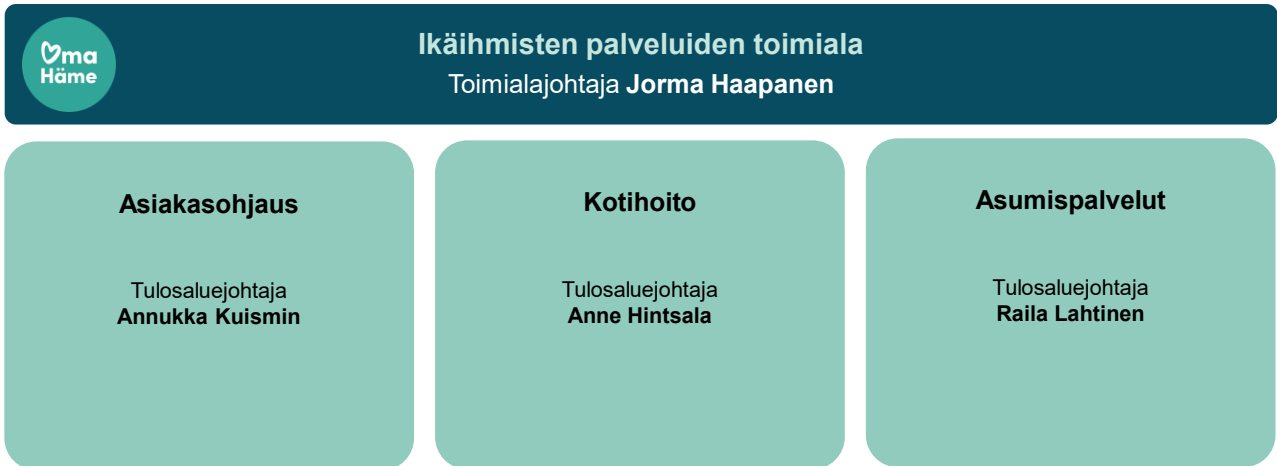 Oma
Häme
Ikäihmisten palveluiden toimiala
Toimialajohtaja Jorma Haapanen
Asiakasohjaus
Tulosaluejohtaja
Annukka Kuismin
Kotihoito
Tulosaluejohtaja
Anne Hintsala
Asumispalvelut
Tulosaluejohtaja
Raila Lahtinen